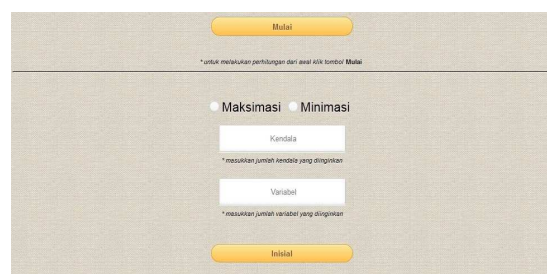 Mulai
* untuk melakukan perhitungan dari awal klik tombol Mulai
Maksimasi Minimasi
Kendala
* masukkan jumlah kendala yang diinginkan
Variabel
* masukkan jumlah variabel yang diinginkan
Inisial